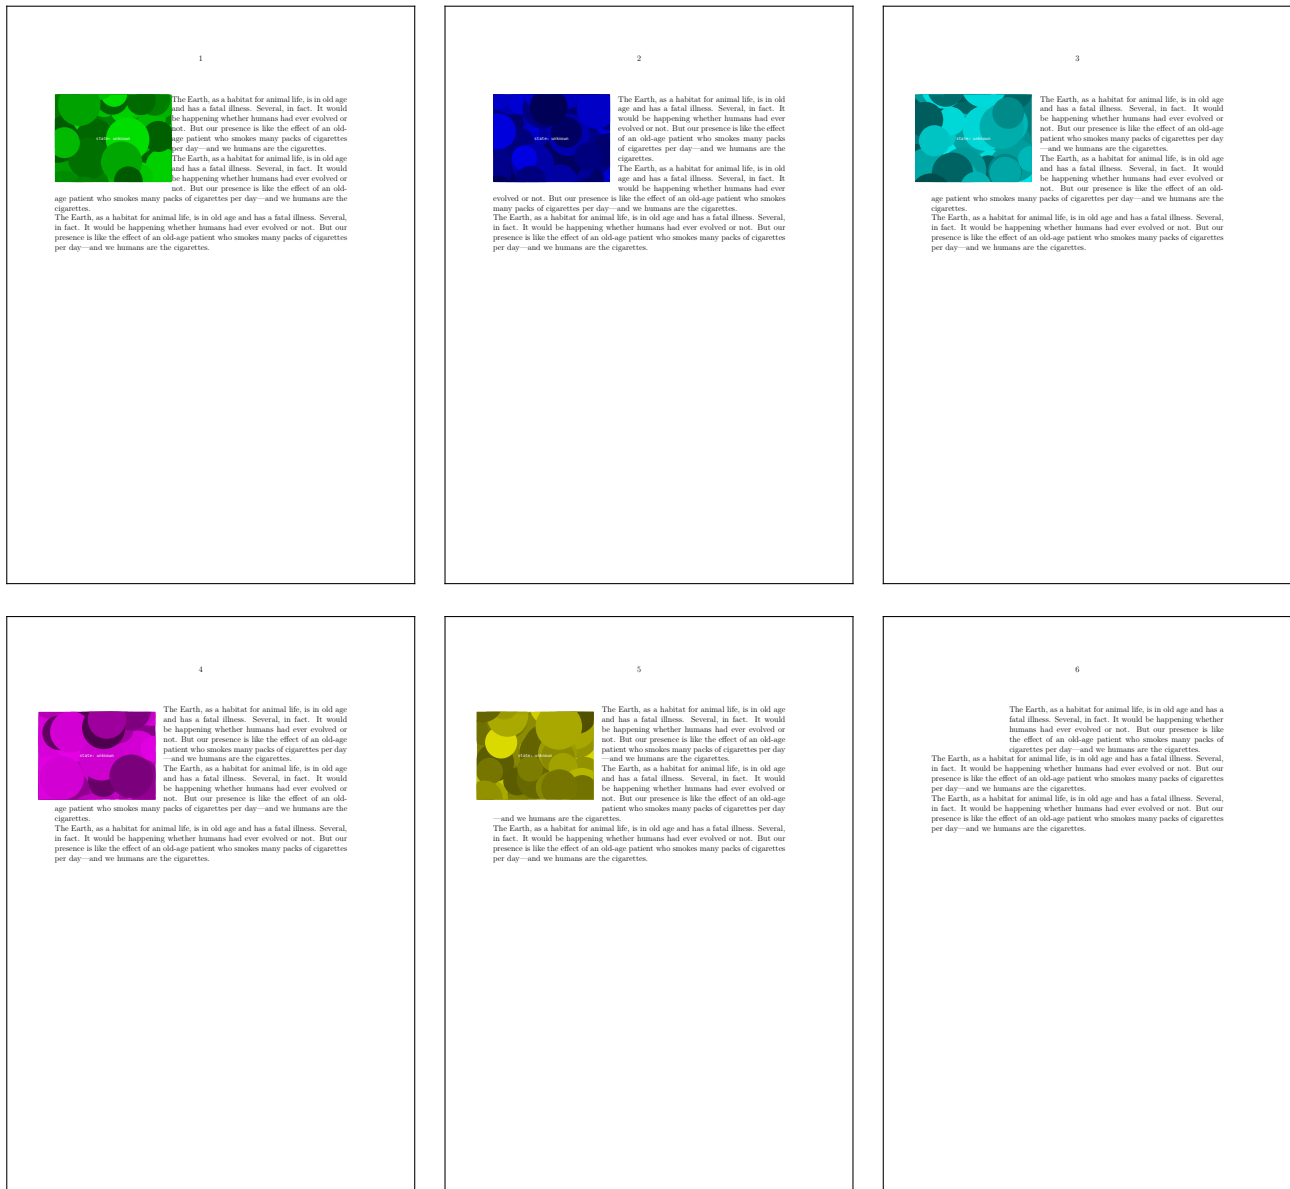 1
The Earth, as a habitat for animal life, is in old age
and has a fatal illness. Several, in fact. It would
be happening whether humans had ever evolved or
not. But our presence is like the effect of an old-
state: unknown
age patient who smokes many packs of cigarettes
per day—and we humans are the cigarettes.
The Earth, as a habitat for animal life, is in old age
and has a fatal illness. Several, in fact. It would
be happening whether humans had ever evolved or
not. But our presence is like the effect of an old-
age patient who smokes many packs of cigarettes per day—and we humans are the
cigarettes.
The Earth, as a habitat for animal life, is in old age and has a fatal illness. Several,
in fact. It would be happening whether humans had ever evolved or not. But our
presence is like the effect of an old-age patient who smokes many packs of cigarettes
per day—and we humans are the cigarettes.
2
The Earth, as a habitat for animal life, is in old
age and has a fatal illness. Several, in fact. It
would be happening whether humans had ever
evolved or not. But our presence is like the effect
state: unknown
of an old-age patient who smokes many packs
of cigarettes per day—and we humans are the
cigarettes.
The Earth, as a habitat for animal life, is in old
age and has a fatal illness. Several, in fact. It
would be happening whether humans had ever
evolved or not. But our presence is like the effect of an old-age patient who smokes
many packs of cigarettes per day—and we humans are the cigarettes.
The Earth, as a habitat for animal life, is in old age and has a fatal illness. Several,
in fact. It would be happening whether humans had ever evolved or not. But our
presence is like the effect of an old-age patient who smokes many packs of cigarettes
per day—and we humans are the cigarettes.
3
The Earth, as a habitat for animal life, is in old age
and has a fatal illness. Several, in fact. It would
be happening whether humans had ever evolved or
not. But our presence is like the effect of an old-age
state: unknown
patient who smokes many packs of cigarettes per day
—and we humans are the cigarettes.
The Earth, as a habitat for animal life, is in old age
and has a fatal illness. Several, in fact. It would
be happening whether humans had ever evolved or
not. But our presence is like the effect of an old-
age patient who smokes many packs of cigarettes per day—and we humans are the
cigarettes.
The Earth, as a habitat for animal life, is in old age and has a fatal illness. Several,
in fact. It would be happening whether humans had ever evolved or not. But our
presence is like the effect of an old-age patient who smokes many packs of cigarettes
per day—and we humans are the cigarettes.
4
The Earth, as a habitat for animal life, is in old age
and has a fatal illness. Several, in fact. It would
be happening whether humans had ever evolved or
not. But our presence is like the effect of an old-age
patient who smokes many packs of cigarettes per day
state: unknown
—and we humans are the cigarettes.
The Earth, as a habitat for animal life, is in old age
and has a fatal illness. Several, in fact. It would
be happening whether humans had ever evolved or
not. But our presence is like the effect of an old-
age patient who smokes many packs of cigarettes per day—and we humans are the
cigarettes.
The Earth, as a habitat for animal life, is in old age and has a fatal illness. Several,
in fact. It would be happening whether humans had ever evolved or not. But our
presence is like the effect of an old-age patient who smokes many packs of cigarettes
per day—and we humans are the cigarettes.
5
The Earth, as a habitat for animal life, is in old age
and has a fatal illness. Several, in fact. It would
be happening whether humans had ever evolved or
not. But our presence is like the effect of an old-age
patient who smokes many packs of cigarettes per day
state: unknown
—and we humans are the cigarettes.
The Earth, as a habitat for animal life, is in old age
and has a fatal illness. Several, in fact. It would
be happening whether humans had ever evolved or
not. But our presence is like the effect of an old-age
patient who smokes many packs of cigarettes per day
—and we humans are the cigarettes.
The Earth, as a habitat for animal life, is in old age and has a fatal illness. Several,
in fact. It would be happening whether humans had ever evolved or not. But our
presence is like the effect of an old-age patient who smokes many packs of cigarettes
per day—and we humans are the cigarettes.
6
The Earth, as a habitat for animal life, is in old age and has a
fatal illness. Several, in fact. It would be happening whether
humans had ever evolved or not. But our presence is like
the effect of an old-age patient who smokes many packs of
cigarettes per day—and we humans are the cigarettes.
The Earth, as a habitat for animal life, is in old age and has a fatal illness. Several,
in fact. It would be happening whether humans had ever evolved or not. But our
presence is like the effect of an old-age patient who smokes many packs of cigarettes
per day—and we humans are the cigarettes.
The Earth, as a habitat for animal life, is in old age and has a fatal illness. Several,
in fact. It would be happening whether humans had ever evolved or not. But our
presence is like the effect of an old-age patient who smokes many packs of cigarettes
per day—and we humans are the cigarettes.